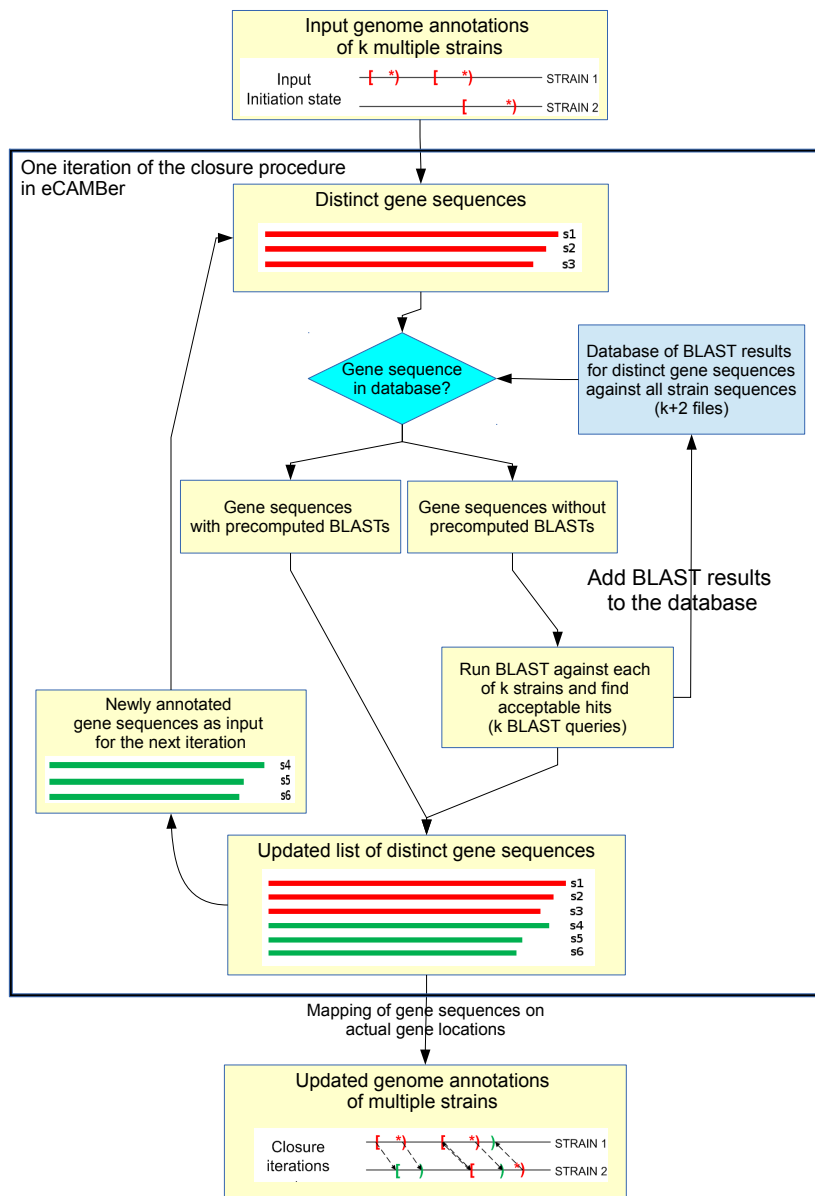 Input genome annotations
of k multiple strains
Input
Initiation state
[ *) [ *) STRAIN 1
[ *) STRAIN 2
One iteration of the closure procedure
in eCAMBer
Distinct gene sequences
s1
s2
s3
Gene sequence
in database?
Database of BLAST results
for distinct gene sequences
against all strain sequences
(k+2 files)
Gene sequences
with precomputed BLASTs
Gene sequences without
precomputed BLASTs
Add BLAST results
to the database
Run BLAST against each
of k strains and find
acceptable hits
(k BLAST queries)
Newly annotated
gene sequences as input
for the next iteration
s4
s5
s6
Updated list of distinct gene sequences
s1
s2
s3
s4
s5
s6
Mapping of gene sequences on
actual gene locations
Updated genome annotations
of multiple strains
Closure
iterations
[ *) [ *) ) STRAIN 1
[ ) [ ) *) STRAIN 2